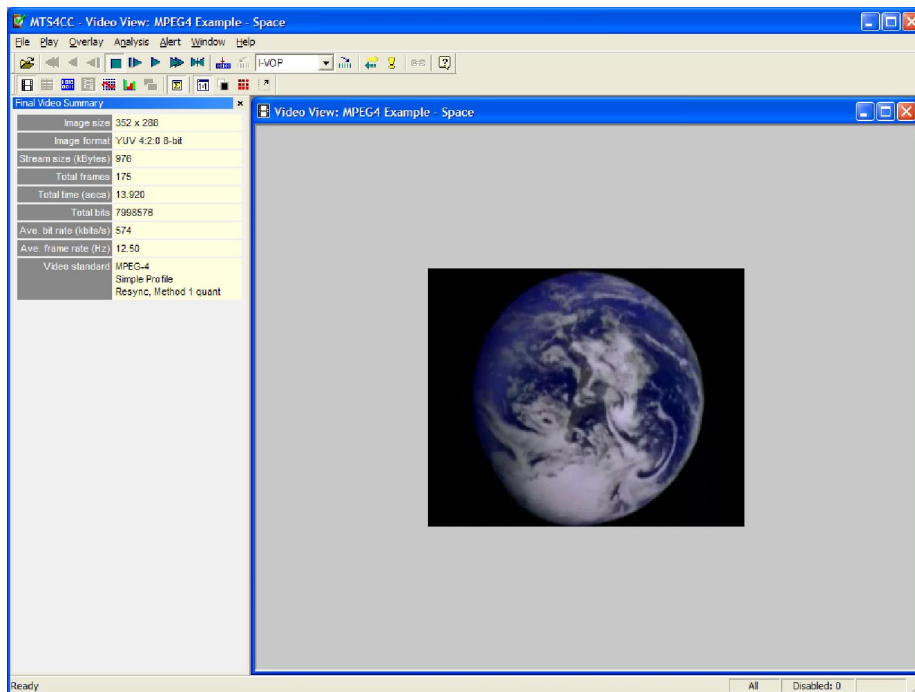 MTS4CC - Video View: MPEG4 Example - Space
File Play Overlay Analysis Alert Window Help
I-VOP
Final Video Summary
Image size 352 x 288
Image format YUV 4:2:0 8-bit
Stream size (kBytes) 976
Total frames 175
Total time (secs) 13.920
Total bits 7998576
Ave. bit rate (kbits/s) 574
Ave. frame rate (Hz) 12.50
Video standard MPEG-4
Simple Profile
Resync, Method 1 quant
Video View: MPEG4 Example - Space
Ready
All Disabled: 0